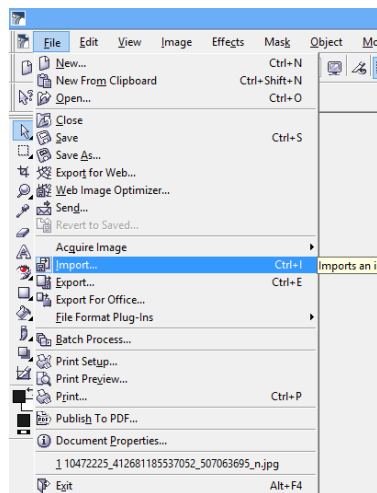 File Edit View Image Effects Mask Object Mo
New... Ctrl+N
New From Clipboard Ctrl+Shift+N
Open... Ctrl+O
Close
Save Ctrl+S
Save As...
Export for Web...
Web Image Optimizer...
Send...
Revert to Saved...
Acquire Image
Import... Ctrl+I Imports an i
Export... Ctrl+E
Export For Office...
File Format Plug-Ins
Batch Process...
Print Setup...
Print Preview...
Print... Ctrl+P
Publish To PDF...
Document Properties...
1 10472225_412681185537052_507063695_n.jpg
Exit Alt+F4